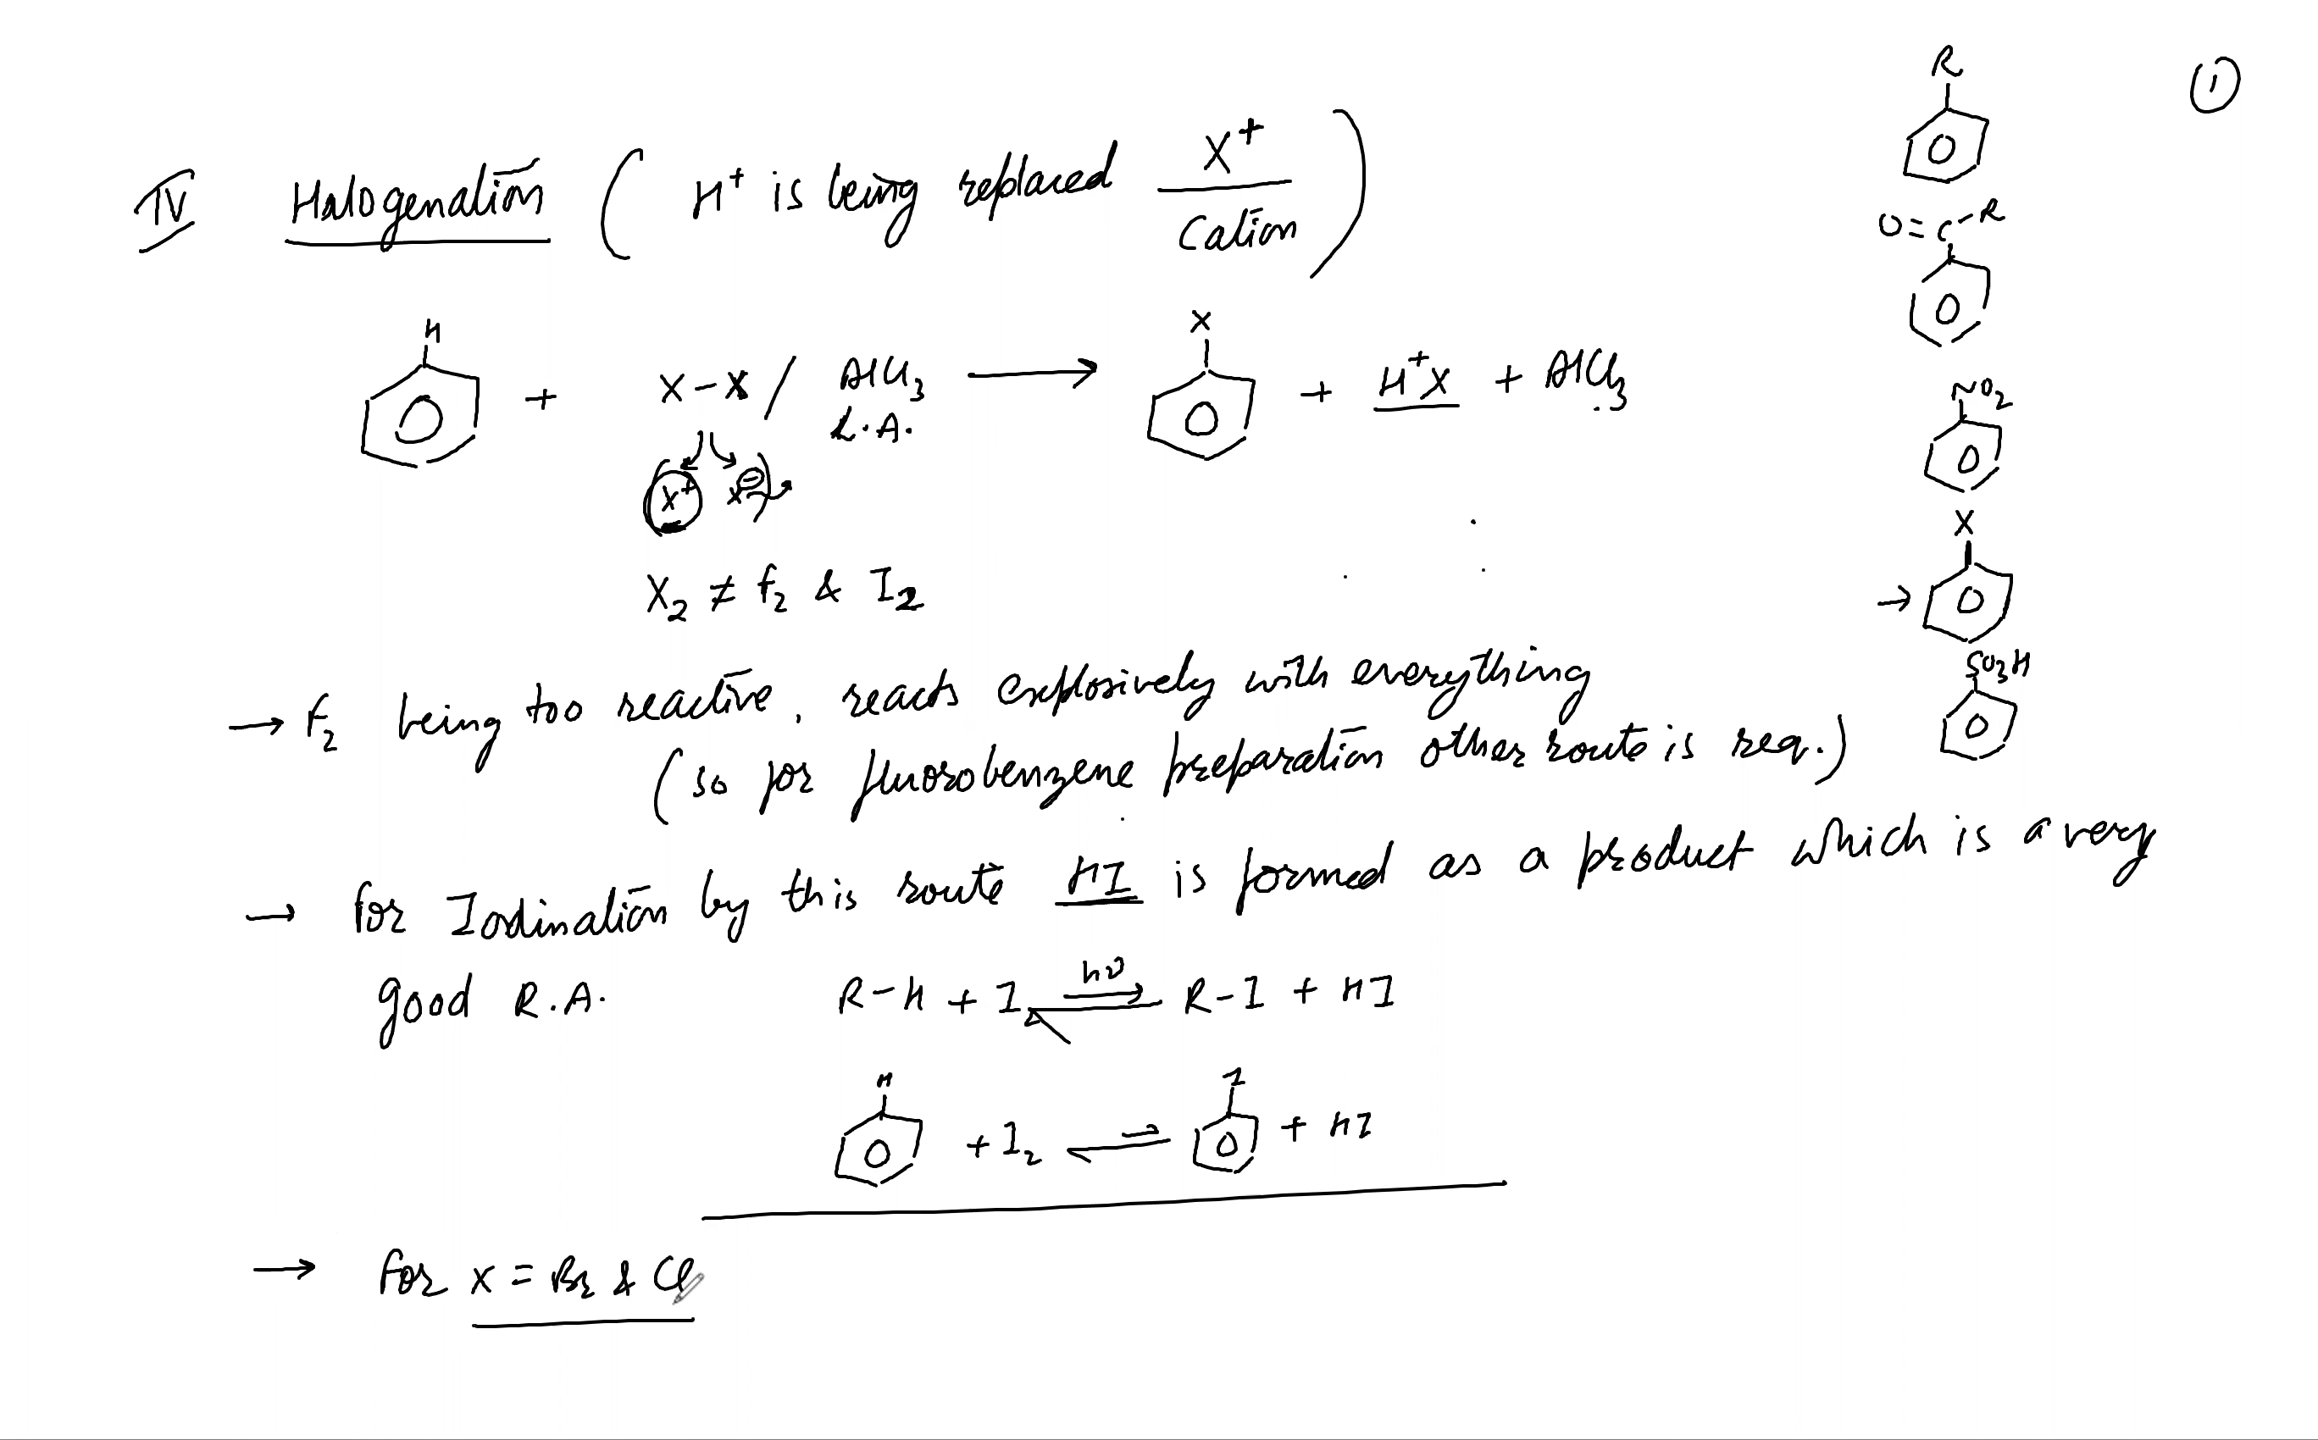 ①
IV Halogenation ( H⁺ is being replaced X⁺ )
Cation
H
+ X-X / AlCl₃ → X + H⁺X + AlCl₃
L.A.
X⁺ X⊖
X₂ ≠ F₂ & I₂
→ F₂ being too reactive, reacts explosively with everything
(so for fluorobenzene preparation other route is req.)
→ for Iodination by this route HI is formed as a product which is a very
good R.A.
R-H + I₂ ⇌ hν R-I + HI
H
+ I₂ ⇌ I + HI
→ for X = Br & Cl
R
O=C-R
NO₂
X
→
SO₃H